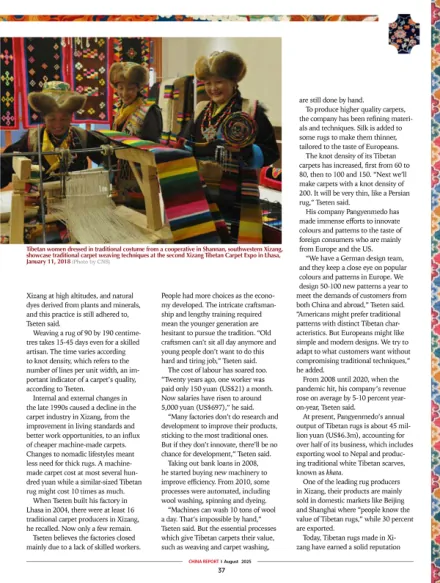 Tibetan women dressed in traditional costume from a cooperative in Shannan, southwestern Xizang,
showcase traditional carpet weaving techniques at the second Xizang Tibetan Carpet Expo in Lhasa,
January 11, 2018 (Photo by CNS)
Xizang at high altitudes, and natural
dyes derived from plants and minerals,
and this practice is still adhered to,
Tseten said.
Weaving a rug of 90 by 190 centime-
tres takes 15-45 days even for a skilled
artisan. The time varies according
to knot density, which refers to the
number of lines per unit width, an im-
portant indicator of a carpet's quality,
according to Tseten.
Internal and external changes in
the late 1990s caused a decline in the
carpet industry in Xizang, from the
improvement in living standards and
better work opportunities, to an influx
of cheaper machine-made carpets.
Changes to nomadic lifestyles meant
less need for thick rugs. A machine-
made carpet cost at most several hun-
dred yuan while a similar-sized Tibetan
rug might cost 10 times as much.
When Tseten built his factory in
Lhasa in 2004, there were at least 16
traditional carpet producers in Xizang,
he recalled. Now only a few remain.
Tseten believes the factories closed
mainly due to a lack of skilled workers.
People had more choices as the econo-
my developed. The intricate craftsman-
ship and lengthy training required
mean the younger generation are
hesitant to pursue the tradition. "Old
craftsmen can't sit all day anymore and
young people don't want to do this
hard and tiring job," Tseten said.
The cost of labour has soared too.
"Twenty years ago, one worker was
paid only 150 yuan (US$21) a month.
Now salaries have risen to around
5,000 yuan (US$697)," he said.
"Many factories don't do research and
development to improve their products,
sticking to the most traditional ones.
But if they don't innovate, there'll be no
chance for development," Tseten said.
Taking out bank loans in 2008,
he started buying new machinery to
improve efficiency. From 2010, some
processes were automated, including
wool washing, spinning and dyeing.
"Machines can wash 10 tons of wool
a day. That's impossible by hand,"
Tseten said. But the essential processes
which give Tibetan carpets their value,
such as weaving and carpet washing,
are still done by hand.
To produce higher quality carpets,
the company has been refining materi-
als and techniques. Silk is added to
some rugs to make them thinner,
tailored to the taste of Europeans.
The knot density of its Tibetan
carpets has increased, first from 60 to
80, then to 100 and 150. "Next we'll
make carpets with a knot density of
200. It will be very thin, like a Persian
rug," Tseten said.
His company Pangyenmedo has
made immense efforts to innovate
colours and patterns to the taste of
foreign consumers who are mainly
from Europe and the US.
"We have a German design team,
and they keep a close eye on popular
colours and patterns in Europe. We
design 50-100 new patterns a year to
meet the demands of customers from
both China and abroad," Tseten said.
"Americans might prefer traditional
patterns with distinct Tibetan char-
acteristics. But Europeans might like
simple and modern designs. We try to
adapt to what customers want without
compromising traditional techniques,"
he added.
From 2008 until 2020, when the
pandemic hit, his company's revenue
rose on average by 5-10 percent year-
on-year, Tseten said.
At present, Pangyenmedo's annual
output of Tibetan rugs is about 45 mil-
lion yuan (US$6.3m), accounting for
over half of its business, which includes
exporting wool to Nepal and produc-
ing traditional white Tibetan scarves,
known as khata.
One of the leading rug producers
in Xizang, their products are mainly
sold in domestic markets like Beijing
and Shanghai where "people know the
value of Tibetan rugs," while 30 percent
are exported.
Today, Tibetan rugs made in Xi-
zang have earned a solid reputation
CHINA REPORT I August 2025
37